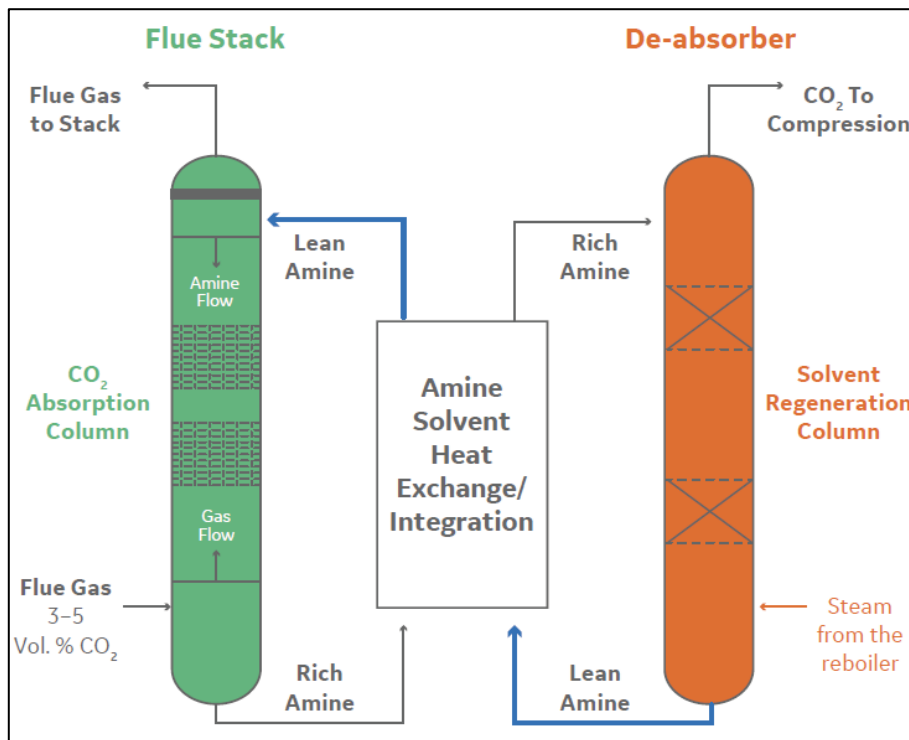 Flue Stack
De-absorber
Flue Gas
to Stack
CO₂ To
Compression
Lean
Amine
Rich
Amine
Amine
Flow
CO₂
Absorption
Column
Amine
Solvent
Heat
Exchange/
Integration
Solvent
Regeneration
Column
Gas
Flow
Flue Gas
3–5
Vol. % CO₂
Steam
from the
reboiler
Rich
Amine
Lean
Amine